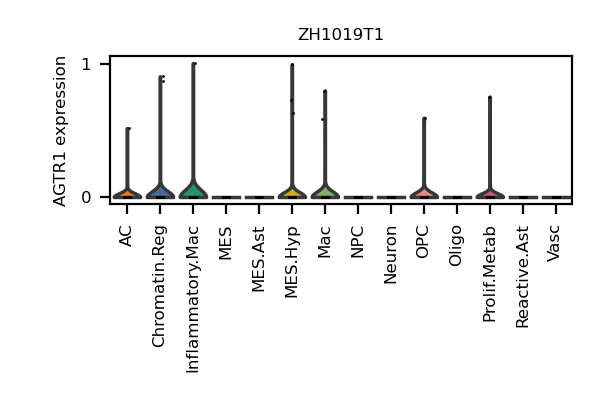 ZH1019T1
AGTR1 expression
1
0
AC
Chromatin.Reg
Inflammatory.Mac
MES
MES.Ast
MES.Hyp
Mac
NPC
Neuron
OPC
Oligo
Prolif.Metab
Reactive.Ast
Vasc